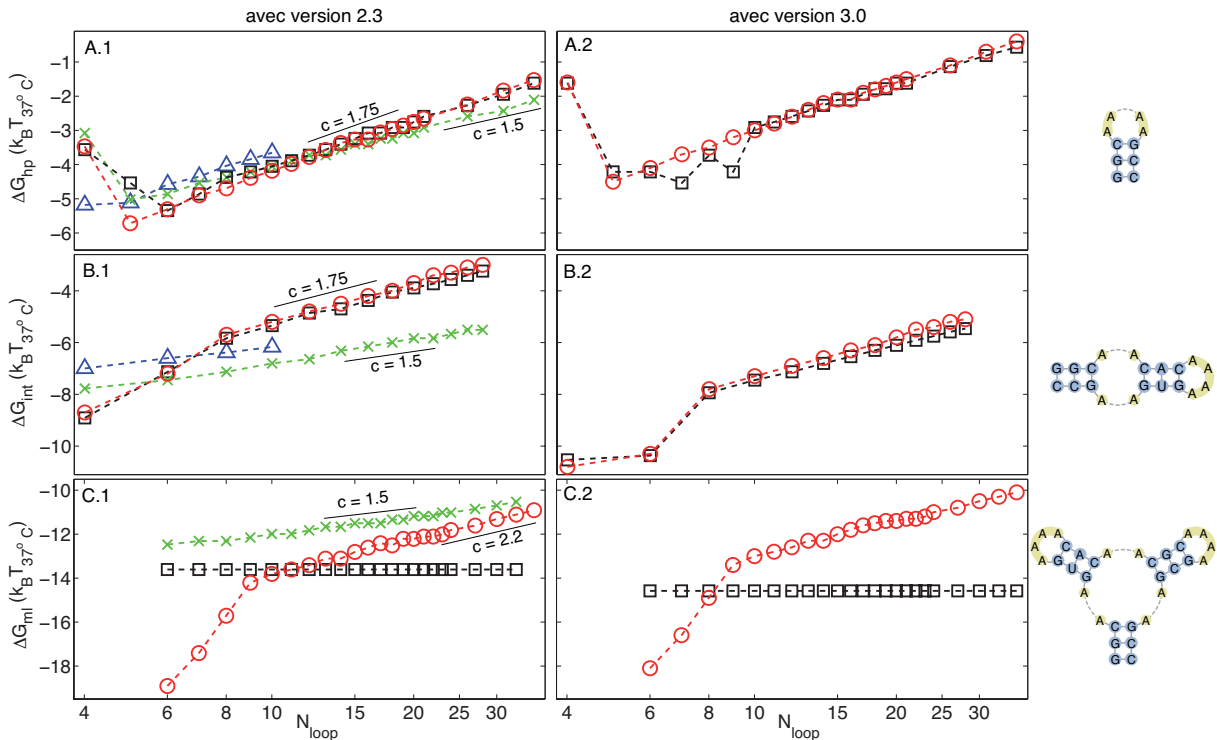 avec version 2.3
avec version 3.0
A.1
A.2
ΔG_hp (k_B T_37° C)
−1
−2
−3
−4
−5
−6
c = 1.75
c = 1.5
A A
A A
C G
G C
G C
B.1
B.2
ΔG_int (k_B T_37° C)
−4
−6
−8
−10
c = 1.75
c = 1.5
G G C A A C A C A A
C C G A A G U G A A
C.1
C.2
ΔG_ml (k_B T_37° C)
−10
−12
−14
−16
−18
c = 1.5
c = 2.2
A A A A C A C A A G C A A A
G U G A A G C G A
A A
C G
G C
G C
4 6 8 10 15 20 25 30
4 6 8 10 15 20 25 30
N_loop
N_loop